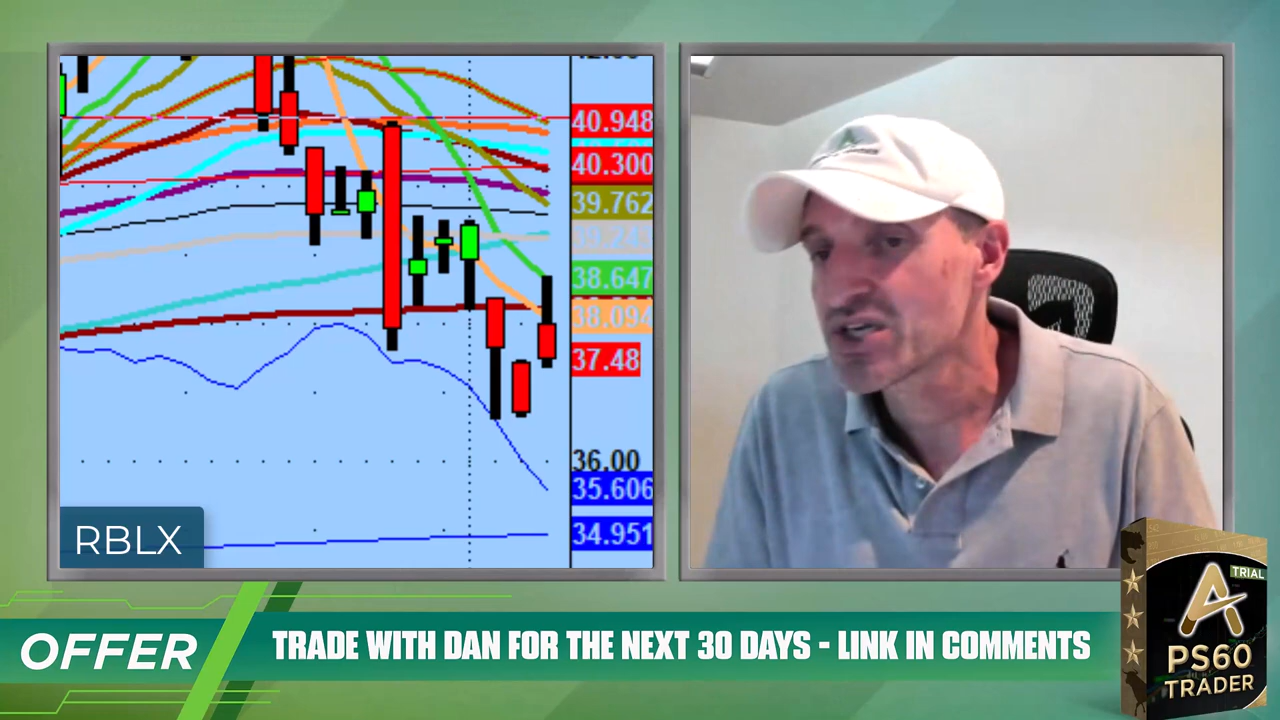 40.948
40.300
39.762
38.647
38.094
37.48
36.00
35.606
34.951
RBLX
OFFER
TRADE WITH DAN FOR THE NEXT 30 DAYS - LINK IN COMMENTS
TRIAL
PS60
TRADER